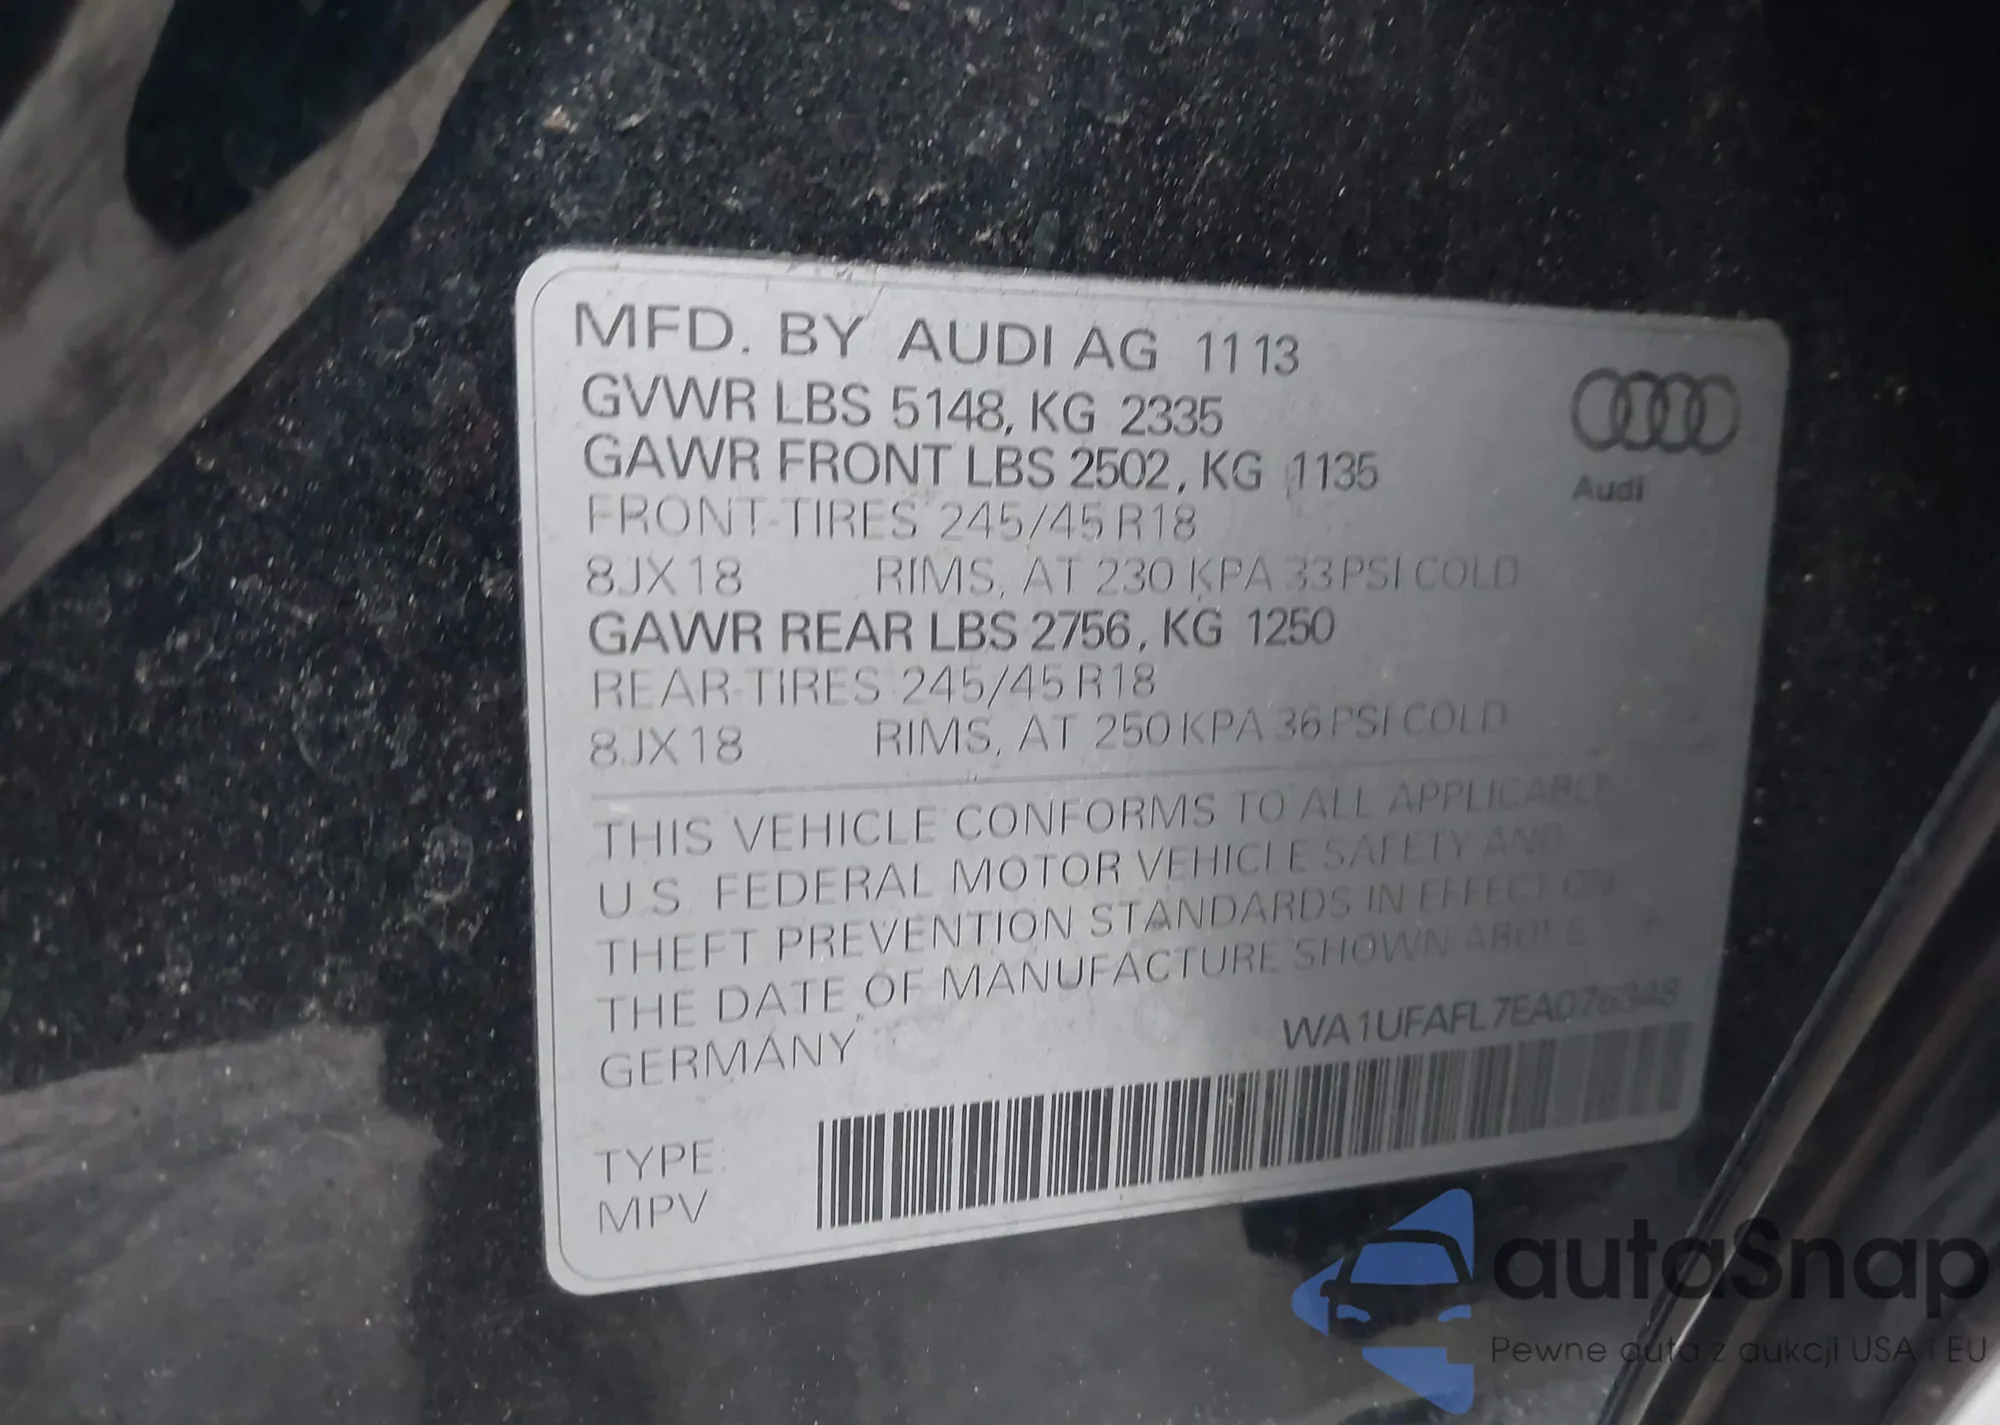 MFD. BY AUDI AG 11 13
GVWR LBS 5148, KG 2335
GAWR FRONT LBS 2502, KG 1135
FRONT-TIRES 245/45 R18
8JX18 RIMS, AT 230 KPA 33 PSI COLD
GAWR REAR LBS 2756, KG 1250
REAR-TIRES 245/45 R18
8JX18 RIMS, AT 250 KPA 36 PSI COLD
Audi
THIS VEHICLE CONFORMS TO ALL APPLICABLE
U.S. FEDERAL MOTOR VEHICLE SAFETY AND
THEFT PREVENTION STANDARDS IN EFFECT ON
THE DATE OF MANUFACTURE SHOWN ABOVE
GERMANY
WA1UFAFL7EA076348
TYPE:
MPV
autoSnap
Pewne auta z aukcji USA i EU